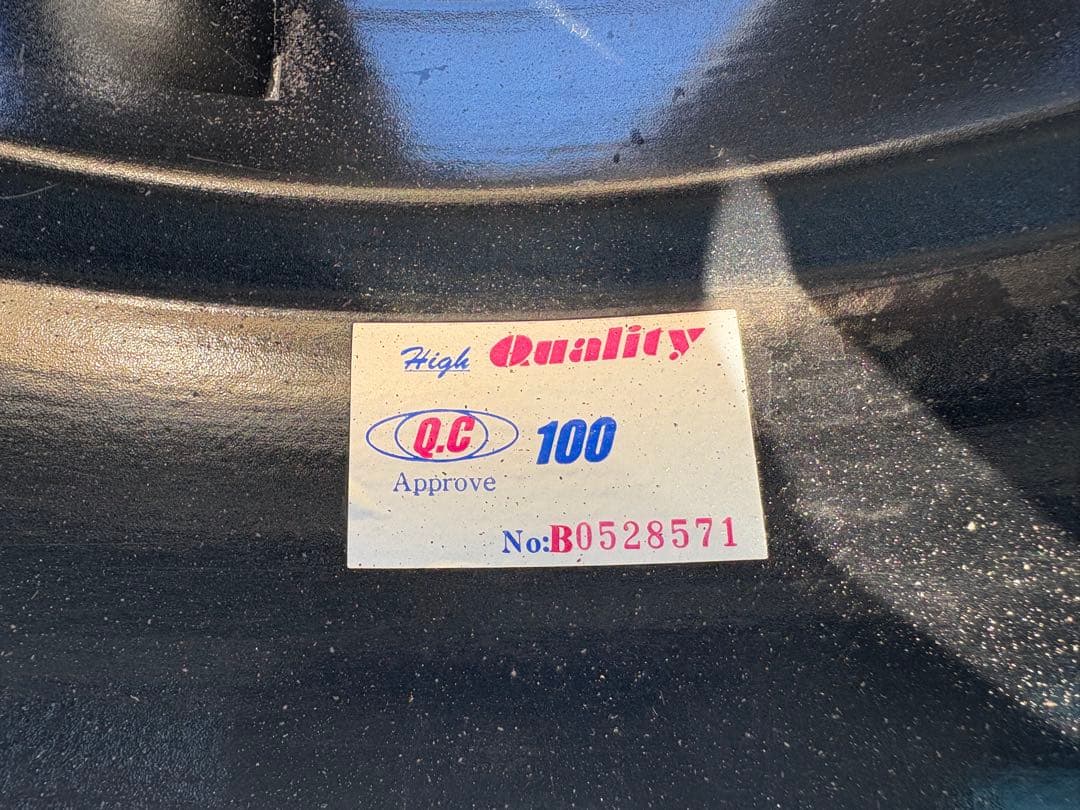 High Quality
Q.C 100
Approve
No:B0528571